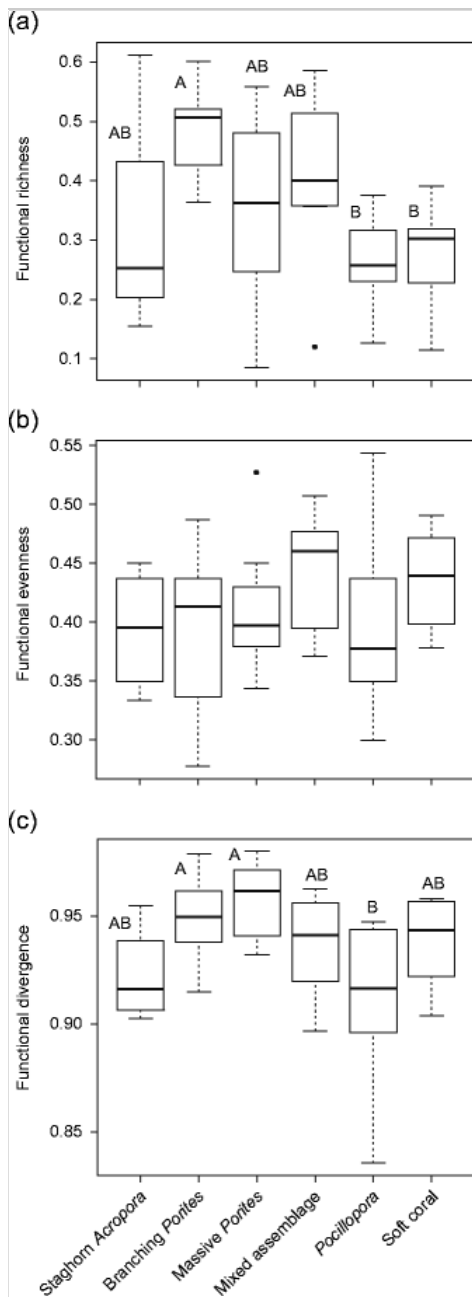 (a)
0.6
0.5
0.4
0.3
0.2
0.1
Functional richness
AB
A
AB
AB
B
B
(b)
0.55
0.50
0.45
0.40
0.35
0.30
Functional evenness
(c)
0.95
0.90
0.85
Functional divergence
AB
A
A
AB
B
AB
Staghorn Acropora
Branching Porites
Massive Porites
Mixed assemblage
Pocillopora
Soft coral